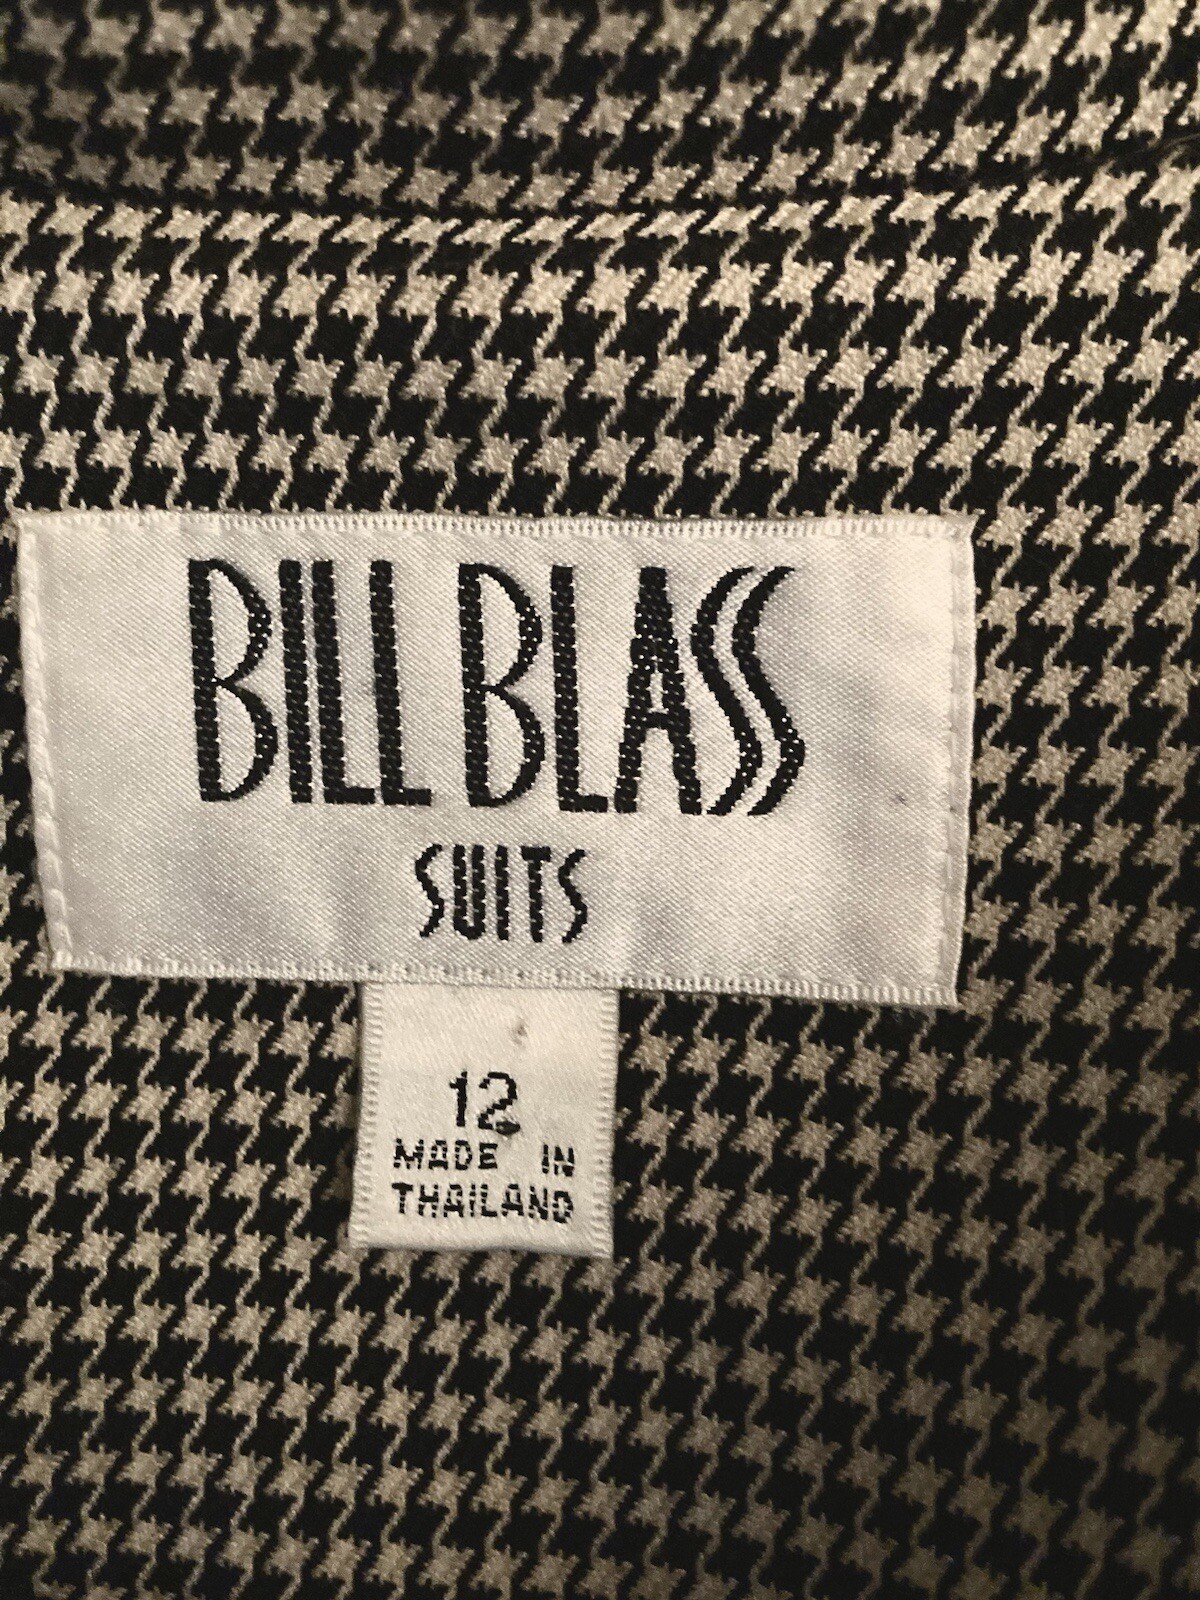 BILL BLASS
SUITS
12
MADE IN
THAILAND